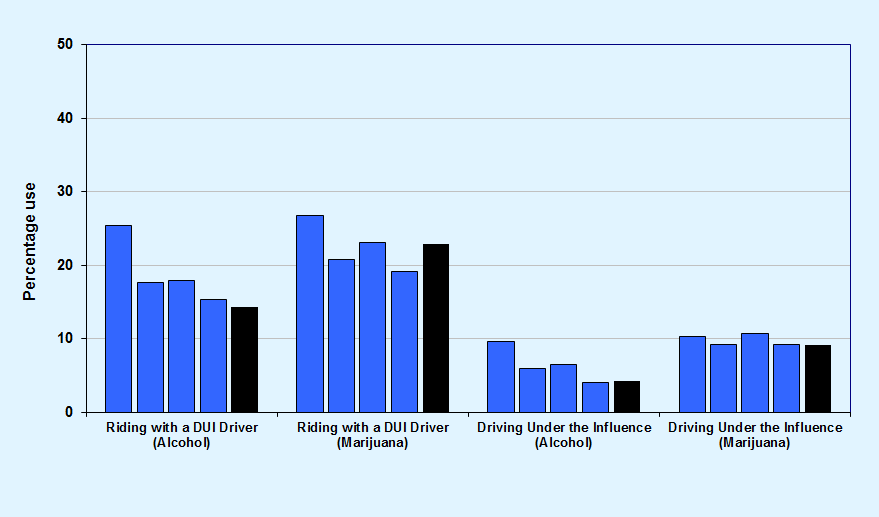 Percentage use
50
40
30
20
10
0
Riding with a DUI Driver
(Alcohol)
Riding with a DUI Driver
(Marijuana)
Driving Under the Influence
(Alcohol)
Driving Under the Influence
(Marijuana)